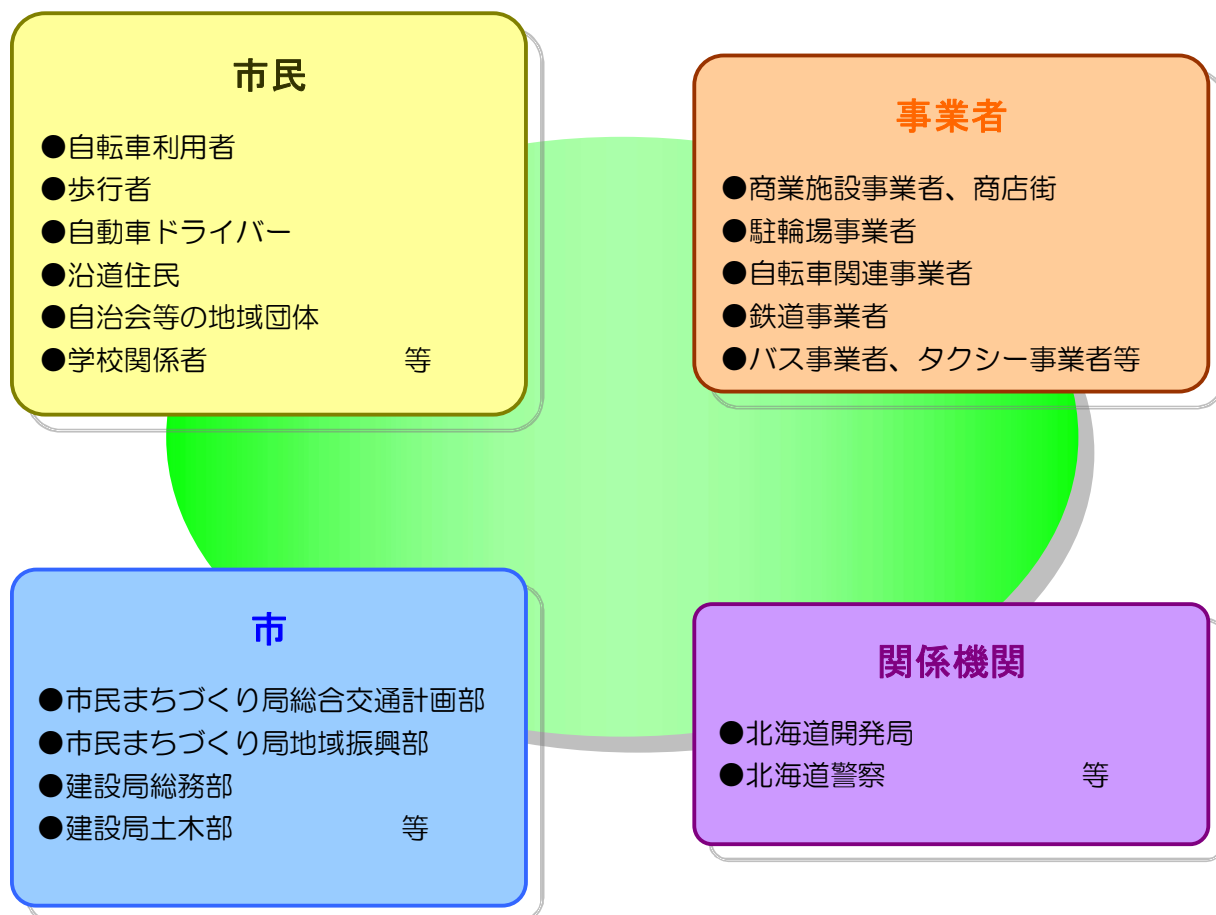 市民
●自転車利用者
●歩行者
●自動車ドライバー
●沿道住民
●自治会等の地域団体
●学校関係者 等
事業者
●商業施設事業者、商店街
●駐輪場事業者
●自転車関連事業者
●鉄道事業者
●バス事業者、タクシー事業者等
市
●市民まちづくり局総合交通計画部
●市民まちづくり局地域振興部
●建設局総務部
●建設局土木部 等
関係機関
●北海道開発局
●北海道警察 等